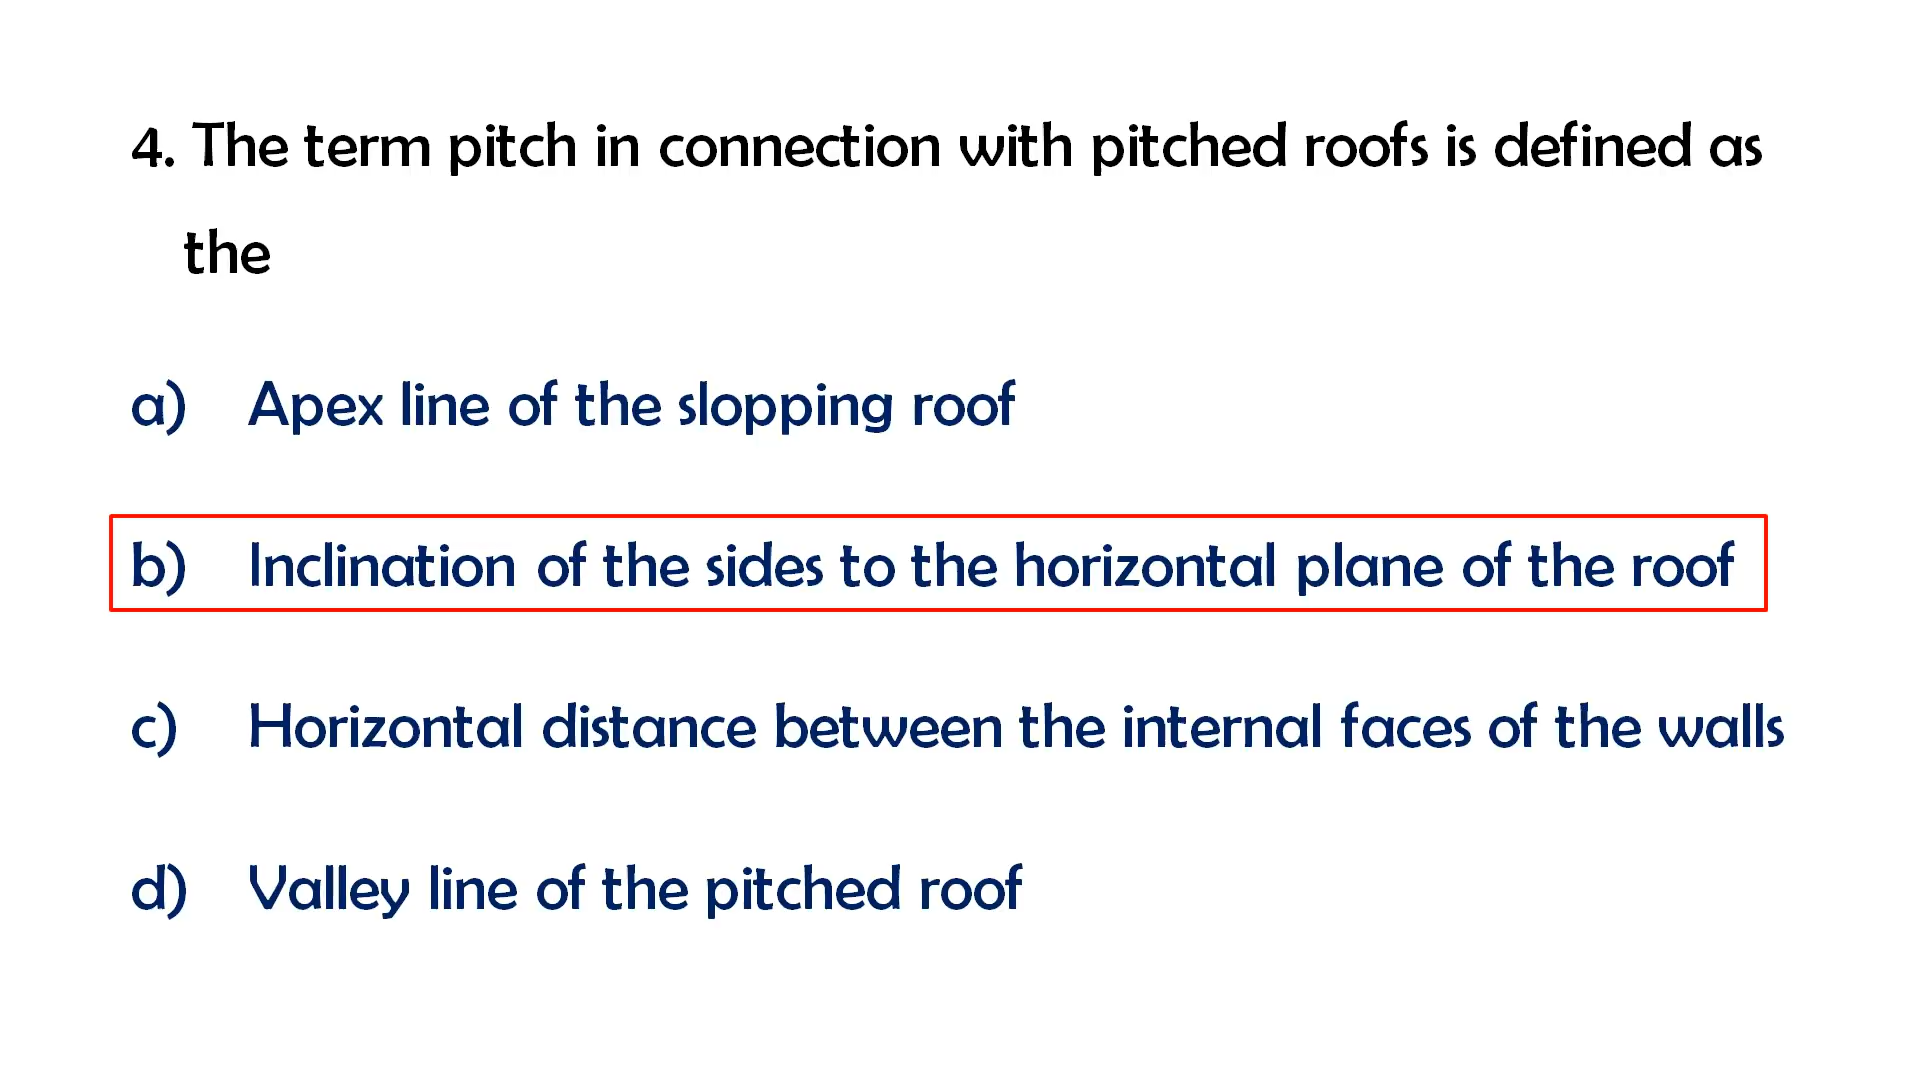 4. The term pitch in connection with pitched roofs is defined as
the
a) Apex line of the slopping roof
b) Inclination of the sides to the horizontal plane of the roof
c) Horizontal distance between the internal faces of the walls
d) Valley line of the pitched roof